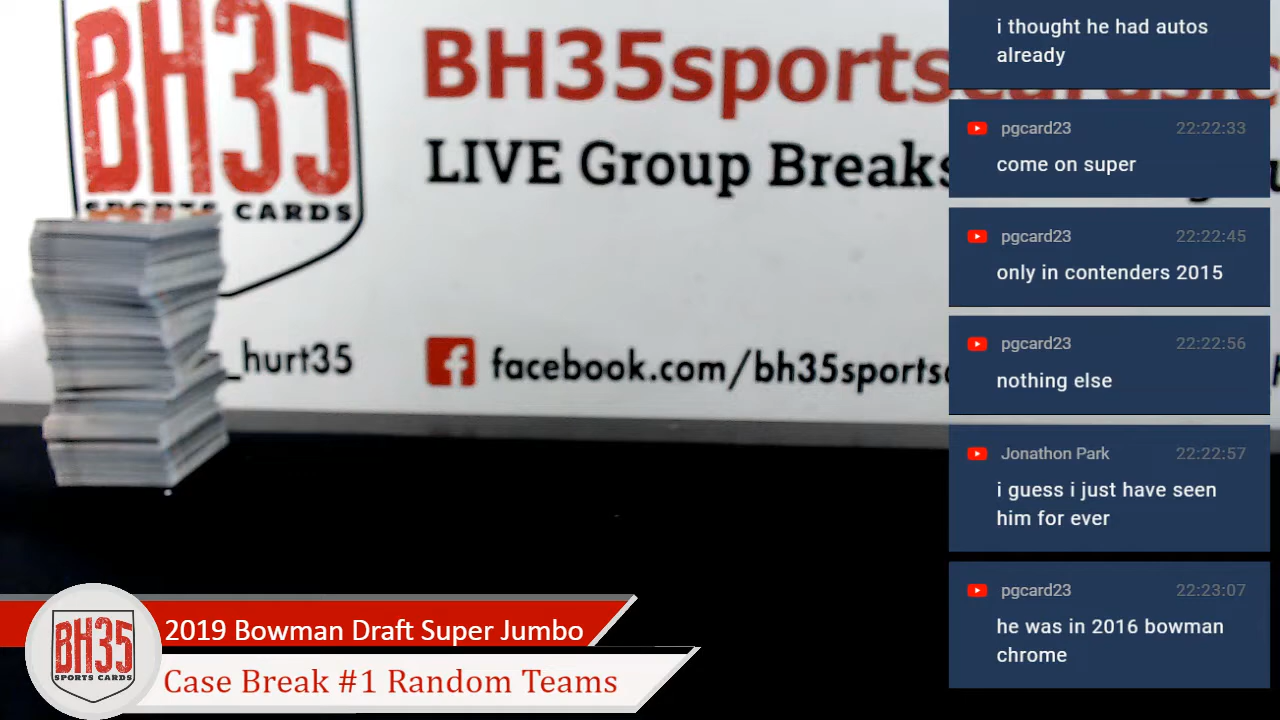 BH35
SPORTS CARDS
BH35sports
LIVE Group Breaks
_hurt35
facebook.com/bh35sports
i thought he had autos
already
pgcard23 22:22:33
come on super
pgcard23 22:22:45
only in contenders 2015
pgcard23 22:22:56
nothing else
Jonathon Park 22:22:57
i guess i just have seen
him for ever
pgcard23 22:23:07
he was in 2016 bowman
chrome
BH35
SPORTS CARDS
2019 Bowman Draft Super Jumbo
Case Break #1 Random Teams